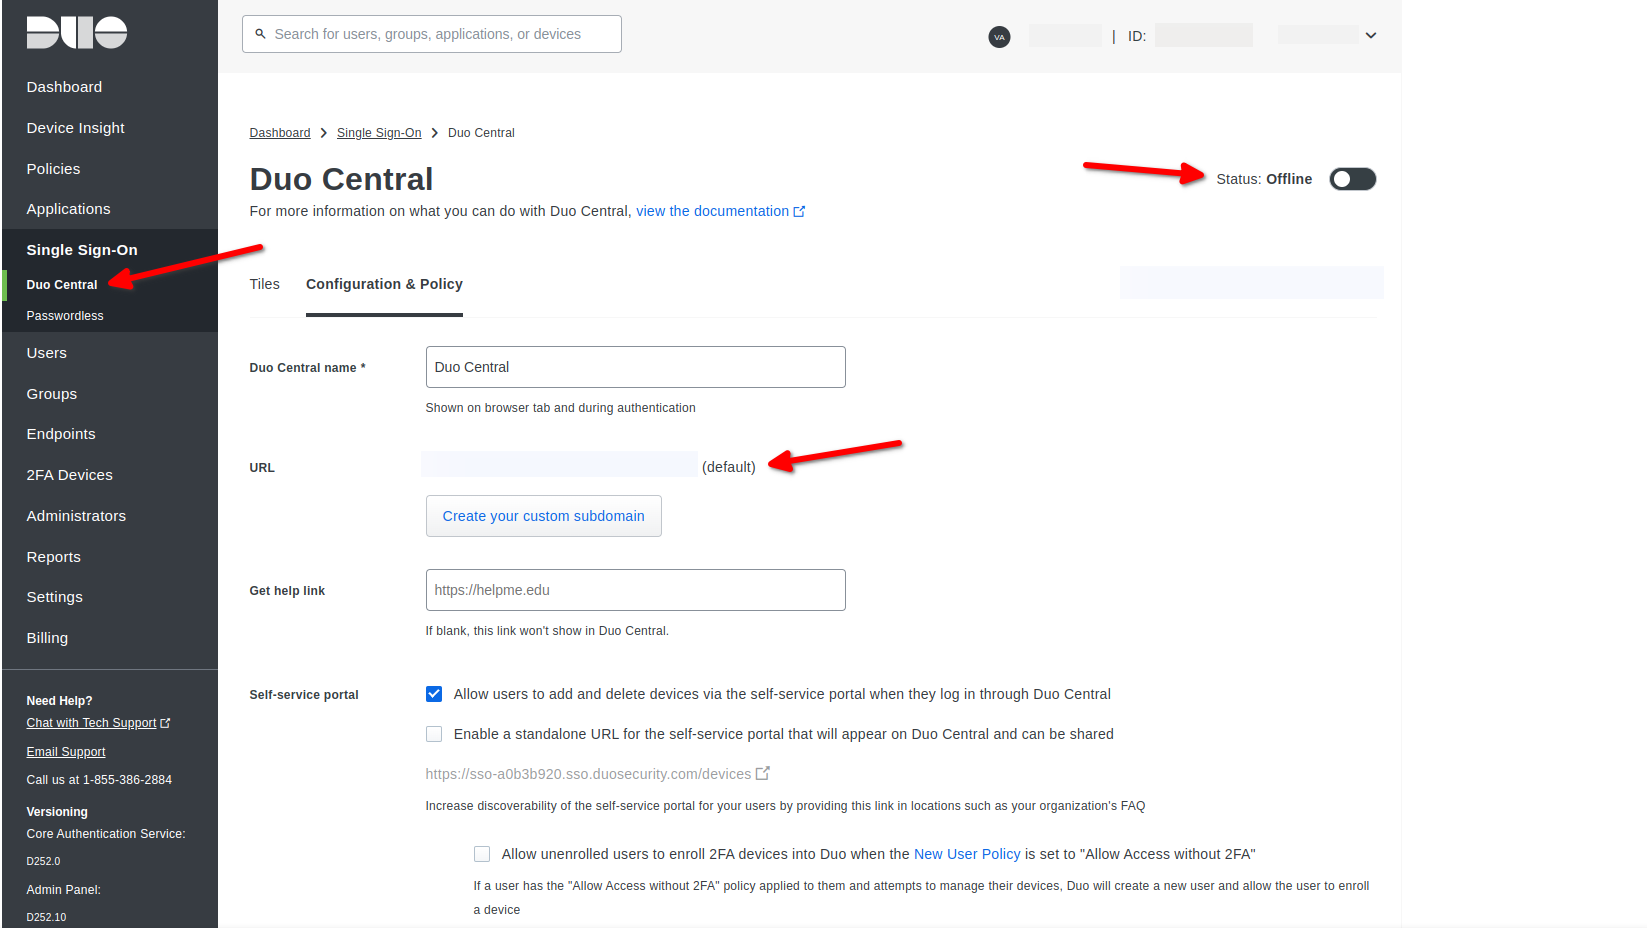 DUO
Search for users, groups, applications, or devices
VA | ID:
Dashboard
Device Insight
Policies
Applications
Single Sign-On
Duo Central
Passwordless
Users
Groups
Endpoints
2FA Devices
Administrators
Reports
Settings
Billing
Need Help?
Chat with Tech Support
Email Support
Call us at 1-855-386-2884
Versioning
Core Authentication Service:
D252.0
Admin Panel:
D252.10
Dashboard > Single Sign-On > Duo Central
Duo Central
Status: Offline
For more information on what you can do with Duo Central, view the documentation
Tiles Configuration & Policy
Duo Central name * Duo Central
Shown on browser tab and during authentication
URL (default)
Create your custom subdomain
Get help link https://helpme.edu
If blank, this link won't show in Duo Central.
Self-service portal Allow users to add and delete devices via the self-service portal when they log in through Duo Central
Enable a standalone URL for the self-service portal that will appear on Duo Central and can be shared
https://sso-a0b3b920.sso.duosecurity.com/devices
Increase discoverability of the self-service portal for your users by providing this link in locations such as your organization's FAQ
Allow unenrolled users to enroll 2FA devices into Duo when the New User Policy is set to "Allow Access without 2FA"
If a user has the "Allow Access without 2FA" policy applied to them and attempts to manage their devices, Duo will create a new user and allow the user to enroll
a device